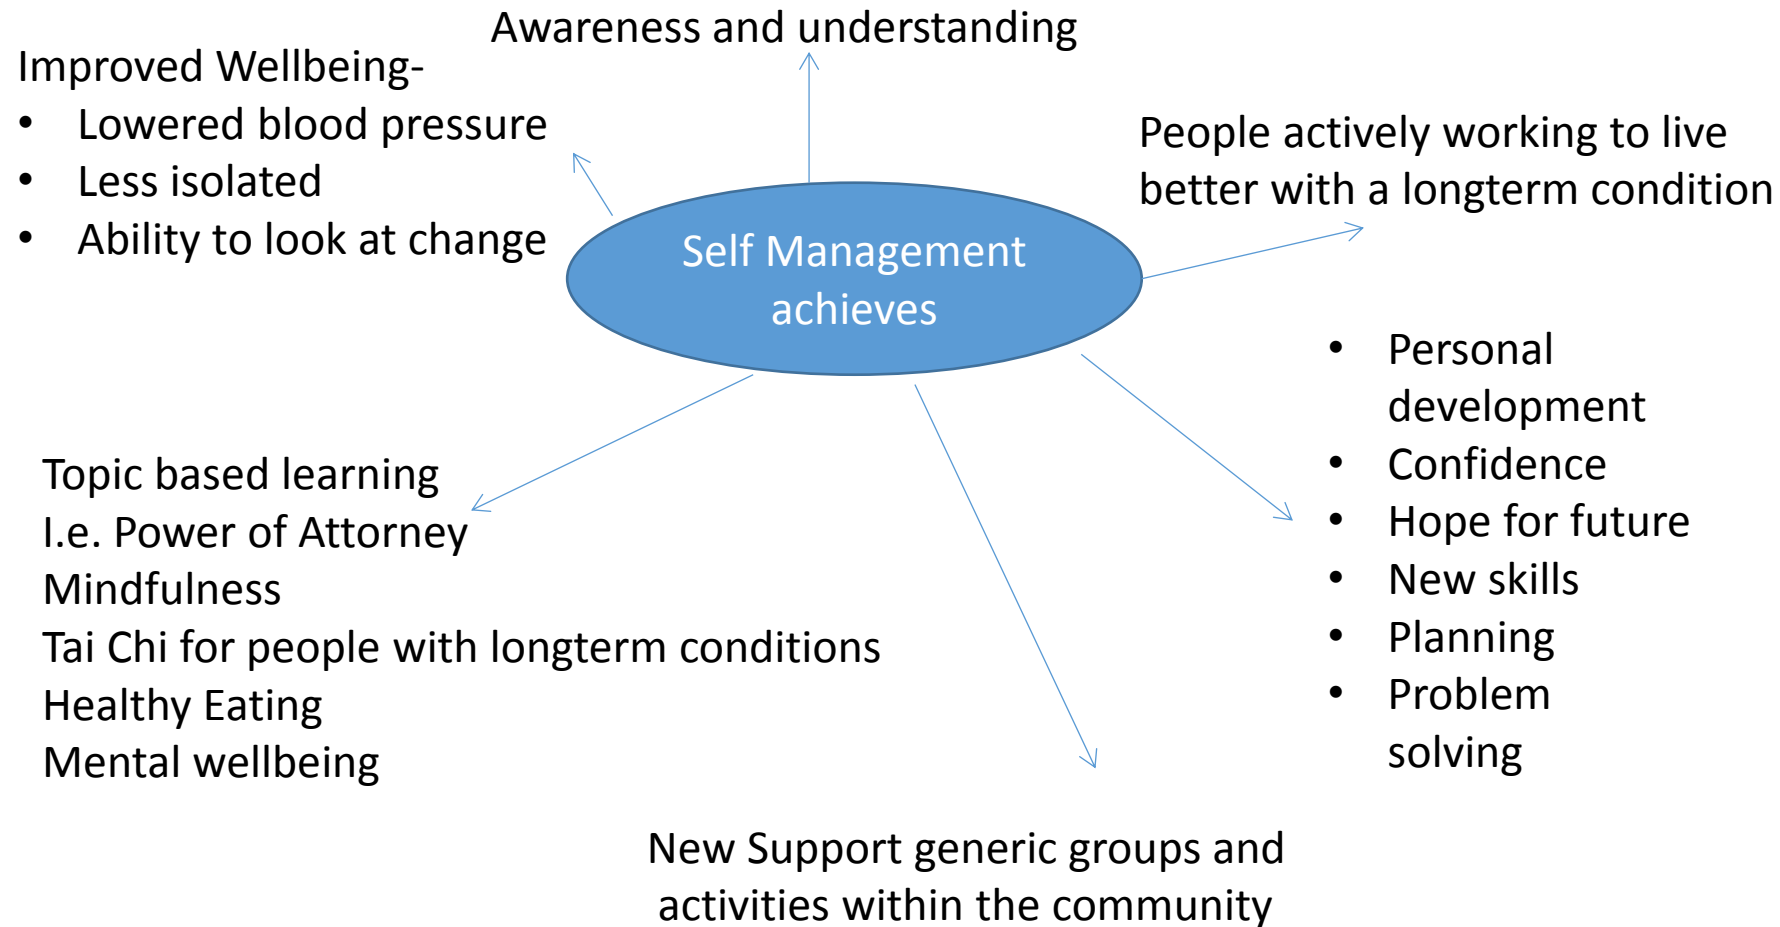 Awareness and understanding
Improved Wellbeing-
• Lowered blood pressure
• Less isolated
• Ability to look at change
People actively working to live
better with a longterm condition
Self Management
achieves
• Personal
development
• Confidence
• Hope for future
• New skills
• Planning
• Problem
solving
Topic based learning
I.e. Power of Attorney
Mindfulness
Tai Chi for people with longterm conditions
Healthy Eating
Mental wellbeing
New Support generic groups and
activities within the community